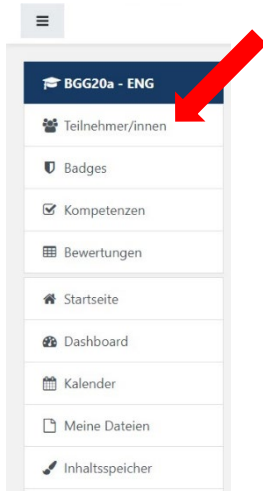 BGG20a - ENG
Teilnehmer/innen
Badges
Kompetenzen
Bewertungen
Startseite
Dashboard
Kalender
Meine Dateien
Inhaltsspeicher